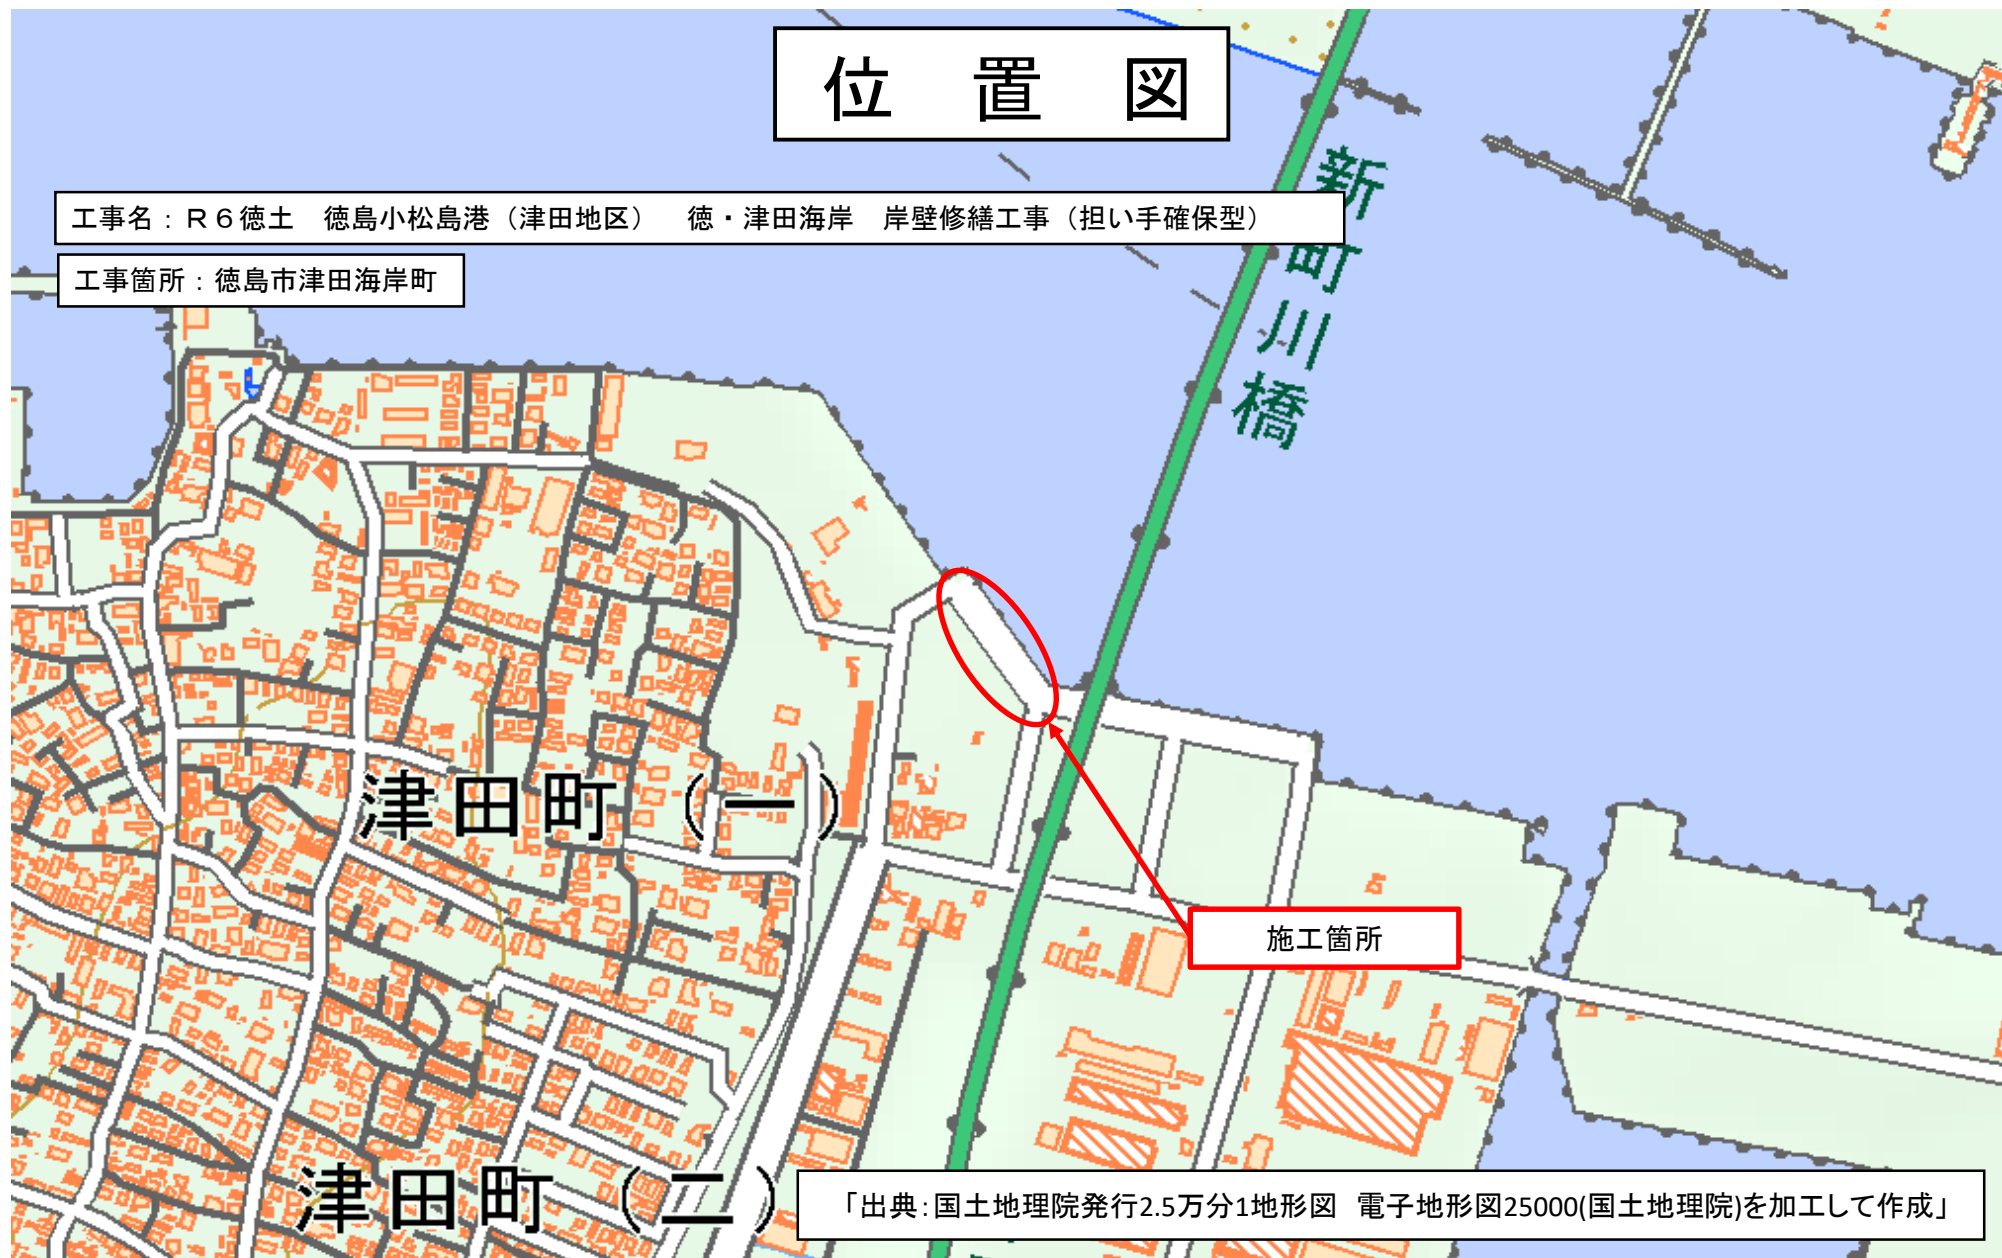 位　置　図
工事名：Ｒ６徳土　徳島小松島港（津田地区）　徳・津田海岸　岸壁修繕工事（担い手確保型）
工事箇所：徳島市津田海岸町
新町川橋
津田町（一）
施工箇所
津田町（二）
「出典：国土地理院発行2.5万分1地形図　電子地形図25000(国土地理院)を加工して作成」